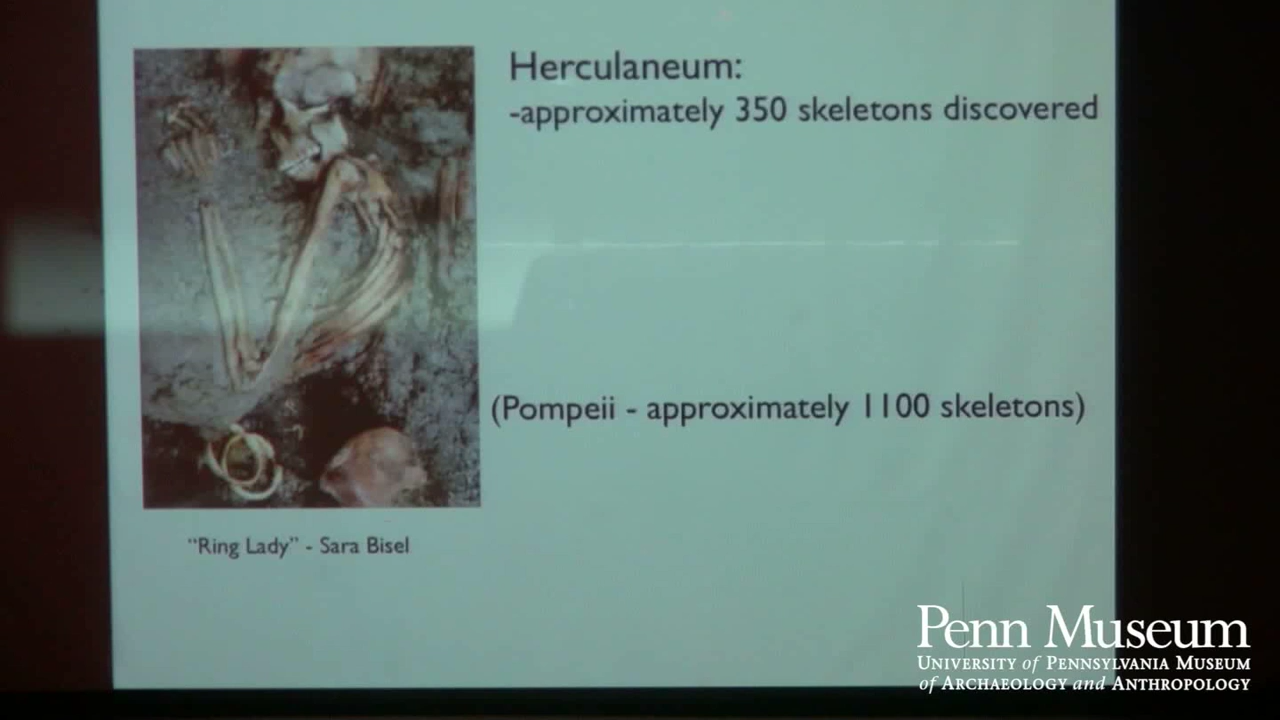 Herculaneum:
-approximately 350 skeletons discovered
(Pompeii - approximately 1100 skeletons)
“Ring Lady” - Sara Bisel
Penn Museum
UNIVERSITY of PENNSYLVANIA MUSEUM
of ARCHAEOLOGY and ANTHROPOLOGY